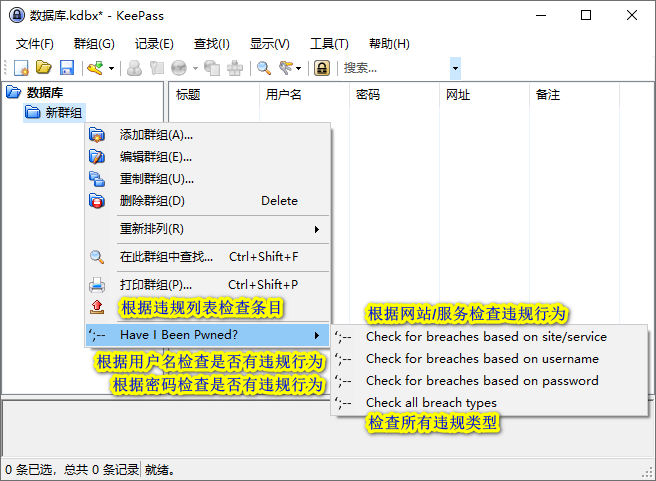 数据库.kdbx* - KeePass
文件(F) 群组(G) 记录(E) 查找(I) 显示(V) 工具(T) 帮助(H)
搜索...
数据库
新群组
标题 用户名 密码 网址 备注
添加群组(A)...
编辑群组(E)...
重制群组(U)...
删除群组(D) Delete
重新排列(R)
在此群组中查找... Ctrl+Shift+F
打印群组(P)... Ctrl+Shift+P
根据违规列表检查条目
';-- Have I Been Pwned?
根据网站/服务检查违规行为
';-- Check for breaches based on site/service
';-- Check for breaches based on username
';-- Check for breaches based on password
';-- Check all breach types
根据用户名检查是否有违规行为
根据密码检查是否有违规行为
检查所有违规类型
0 条已选，总共 0 条记录 就绪。